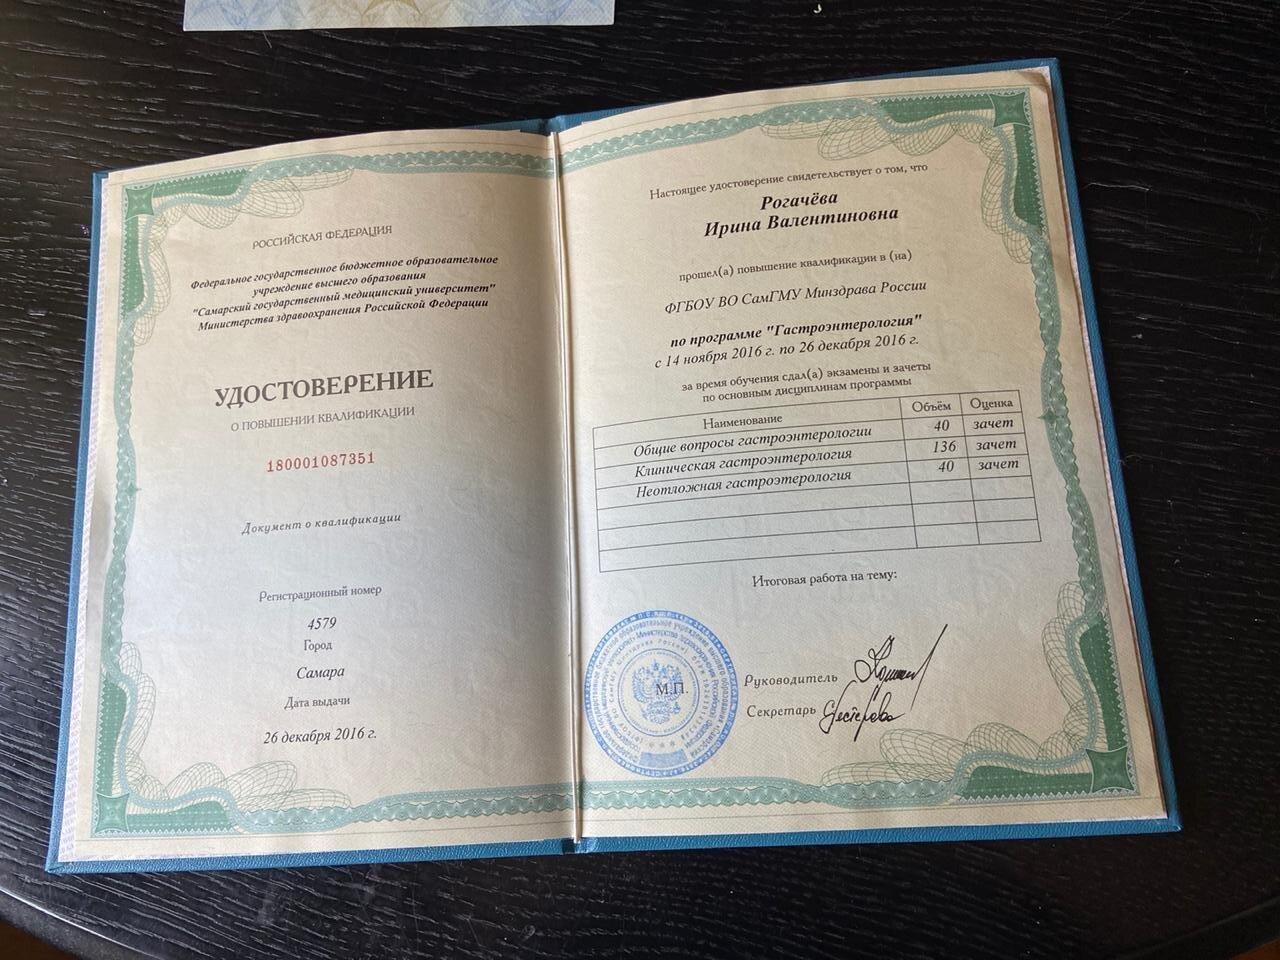 РОССИЙСКАЯ ФЕДЕРАЦИЯ
Федеральное государственное бюджетное образовательное
учреждение высшего образования
"Самарский государственный медицинский университет"
Министерства здравоохранения Российской Федерации
УДОСТОВЕРЕНИЕ
О ПОВЫШЕНИИ КВАЛИФИКАЦИИ
180001087351
Документ о квалификации
Регистрационный номер
4579
Город
Самара
Дата выдачи
26 декабря 2016 г.
Настоящее удостоверение свидетельствует о том, что
Рогачёва
Ирина Валентиновна
прошел(а) повышение квалификации в (на)
ФГБОУ ВО СамГМУ Минздрава России
по программе "Гастроэнтерология"
с 14 ноября 2016 г. по 26 декабря 2016 г.
за время обучения сдал(а) экзамены и зачеты
по основным дисциплинам программы
Наименование Объём Оценка
Общие вопросы гастроэнтерологии 40 зачет
Клиническая гастроэнтерология 136 зачет
Неотложная гастроэтерология 40 зачет
Итоговая работа на тему:
М.П.
Руководитель
Секретарь